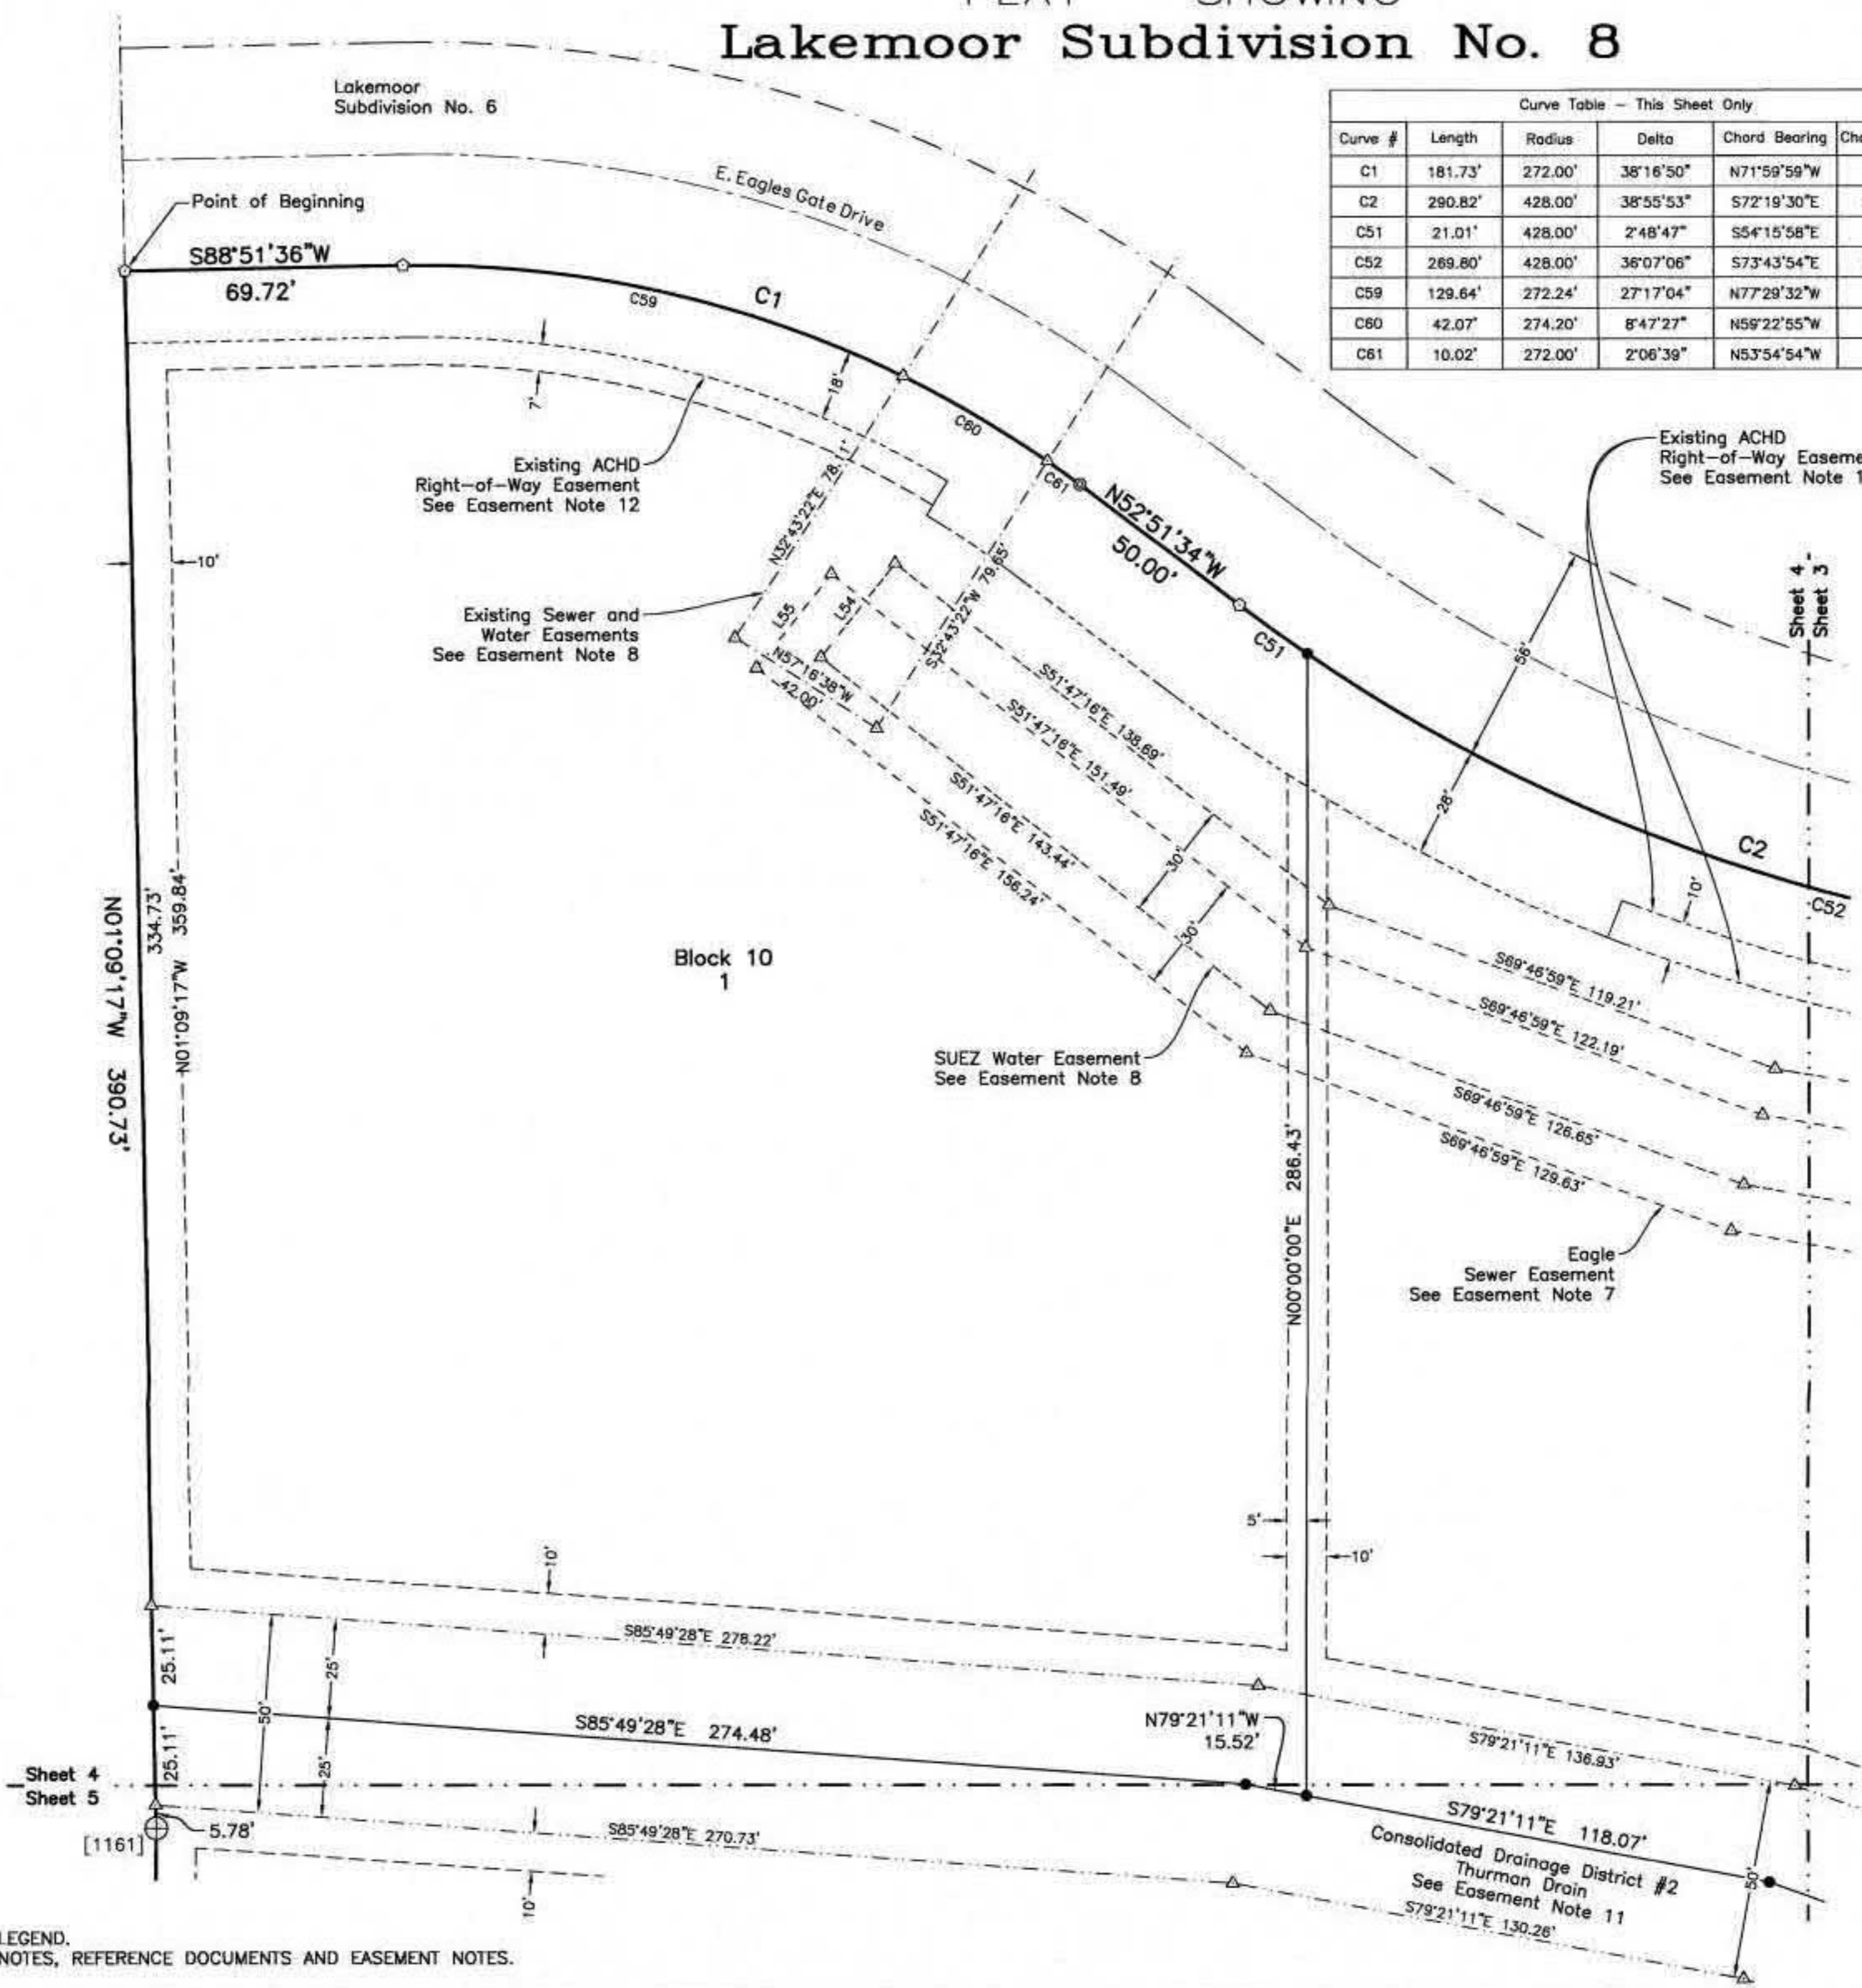 PLAT SHOWING
Lakemoor Subdivision No. 8
Lakemoor
Subdivision No. 6
Curve Table – This Sheet Only
Curve # Length Radius Delta Chord Bearing
C1 181.73' 272.00' 38°16'50" N71°59'59"W
C2 290.82' 428.00' 38°55'53" S72°19'30"E
C51 21.01' 428.00' 2°48'47" S54°15'58"E
C52 269.80' 428.00' 36°07'06" S73°43'54"E
C59 129.64' 272.24' 27°17'04" N77°29'32"W
C60 42.07' 274.20' 8°47'27" N59°22'55"W
C61 10.02' 272.00' 2°06'39" N53°54'54"W
E. Eagles Gate Drive
Point of Beginning
S88°51'36"W
69.72'
C59
C1
7'
18'
C60
C61
N52°51'34"W
50.00'
C51
Existing ACHD
Right–of–Way Easement
See Easement Note 12
Existing ACHD
Right–of–Way
See Easement Note
10'
N32°43'22"E 78.11'
S32°43'22"W 79.65'
Existing Sewer and
Water Easements
See Easement Note 8
L55
L54
N57°16'38"W
42.00'
S51°47'16"E 138.69'
S51°47'16"E 151.49'
S51°47'16"E 143.44'
S51°47'16"E 156.24'
30'
30'
56'
28'
Sheet 4
Sheet 3
C2
C52
10'
N01°09'17"W 390.73'
334.73'
N01°09'17"W 359.84'
Block 10
1
SUEZ Water Easement
See Easement Note 8
S69°46'59"E 119.21'
S69°46'59"E 122.19'
S69°46'59"E 126.65'
S69°46'59"E 129.63'
N00°00'00"E 286.43'
Eagle
Sewer Easement
See Easement Note 7
5'
10'
10'
25.11'
25.11'
50'
25'
25'
S85°49'28"E 278.22'
S85°49'28"E 274.48'
N79°21'11"W
15.52'
S79°21'11"E 136.93'
Sheet 4
Sheet 5
5.78'
[1161]
S85°49'28"E 270.73'
10'
S79°21'11"E 118.07'
Consolidated Drainage District #2
Thurman Drain
See Easement Note 11
S79°21'11"E 130.26'
50'
LEGEND.
NOTES, REFERENCE DOCUMENTS AND EASEMENT NOTES.